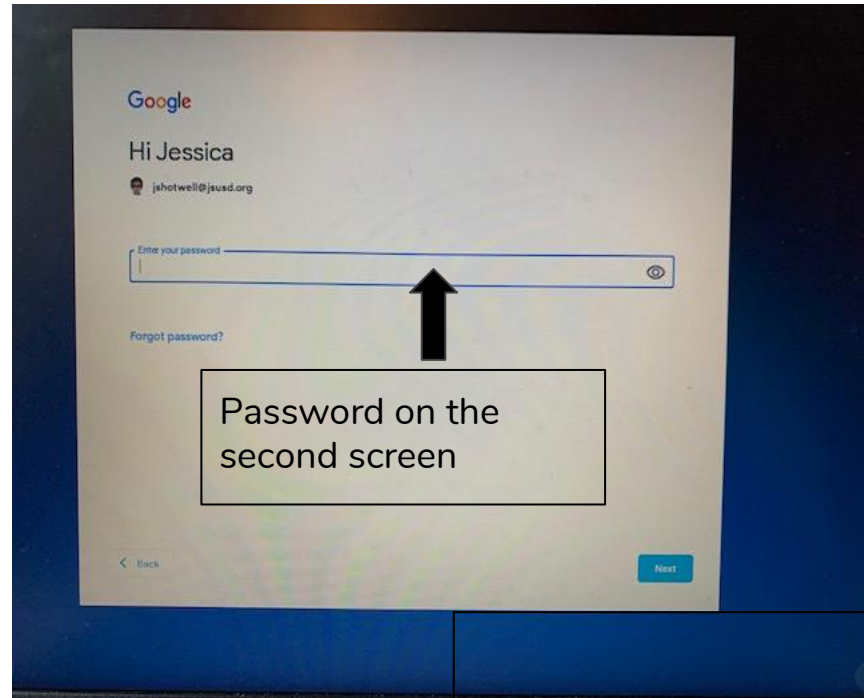 Google
Hi Jessica
jshotwell@jsusd.org
Enter your password
Forgot password?
Password on the
second screen
Back
Next